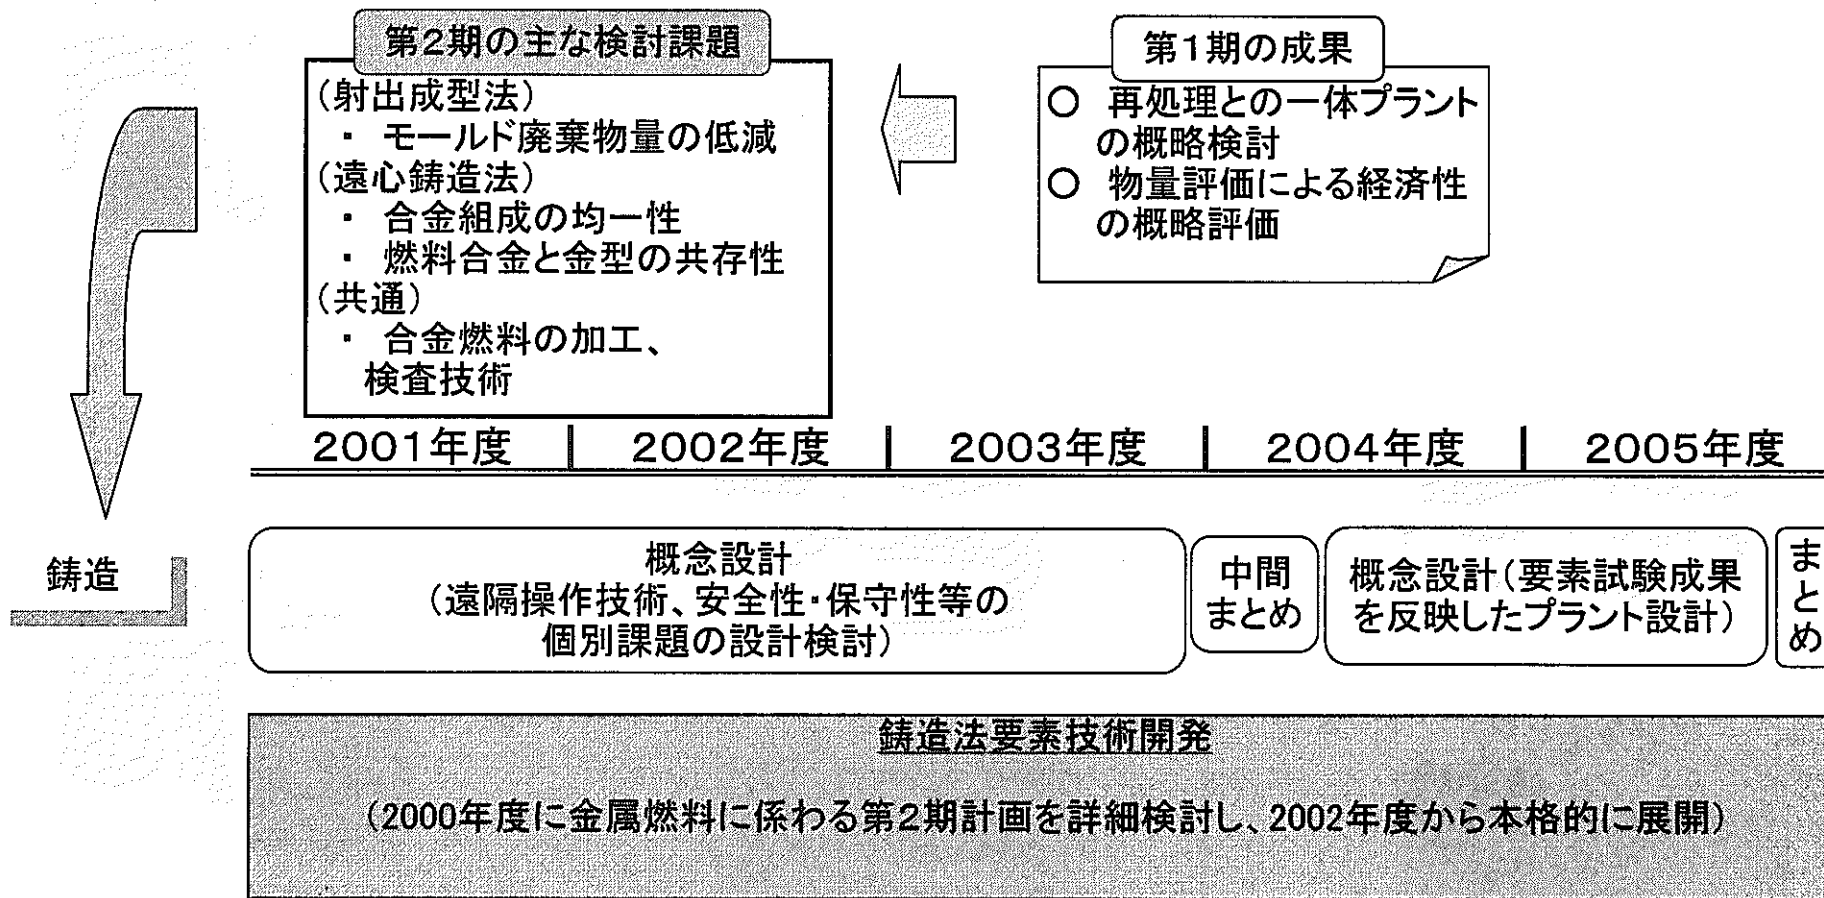 第2期の主な検討課題
(射出成型法)
・ モールド廃棄物量の低減
(遠心鋳造法)
・ 合金組成の均一性
・ 燃料合金と金型の共存性
(共通)
・ 合金燃料の加工、
検査技術
第1期の成果
○ 再処理との一体プラント
の概略検討
○ 物量評価による経済性
の概略評価
2001年度 2002年度 2003年度 2004年度 2005年度
鋳造
概念設計
(遠隔操作技術、安全性・保守性等の
個別課題の設計検討)
中間
まとめ
概念設計(要素試験成果
を反映したプラント設計)
まとめ
鋳造法要素技術開発
(2000年度に金属燃料に係わる第2期計画を詳細検討し、2002年度から本格的に展開)